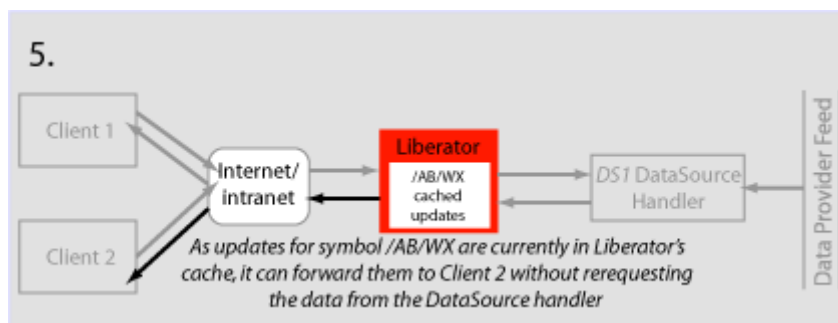 5.
Client 1
Client 2
Internet/
intranet
Liberator
/AB/WX
cached
updates
DS1 DataSource
Handler
Data Provider Feed
As updates for symbol /AB/WX are currently in Liberator's
cache, it can forward them to Client 2 without rerequesting
the data from the DataSource handler